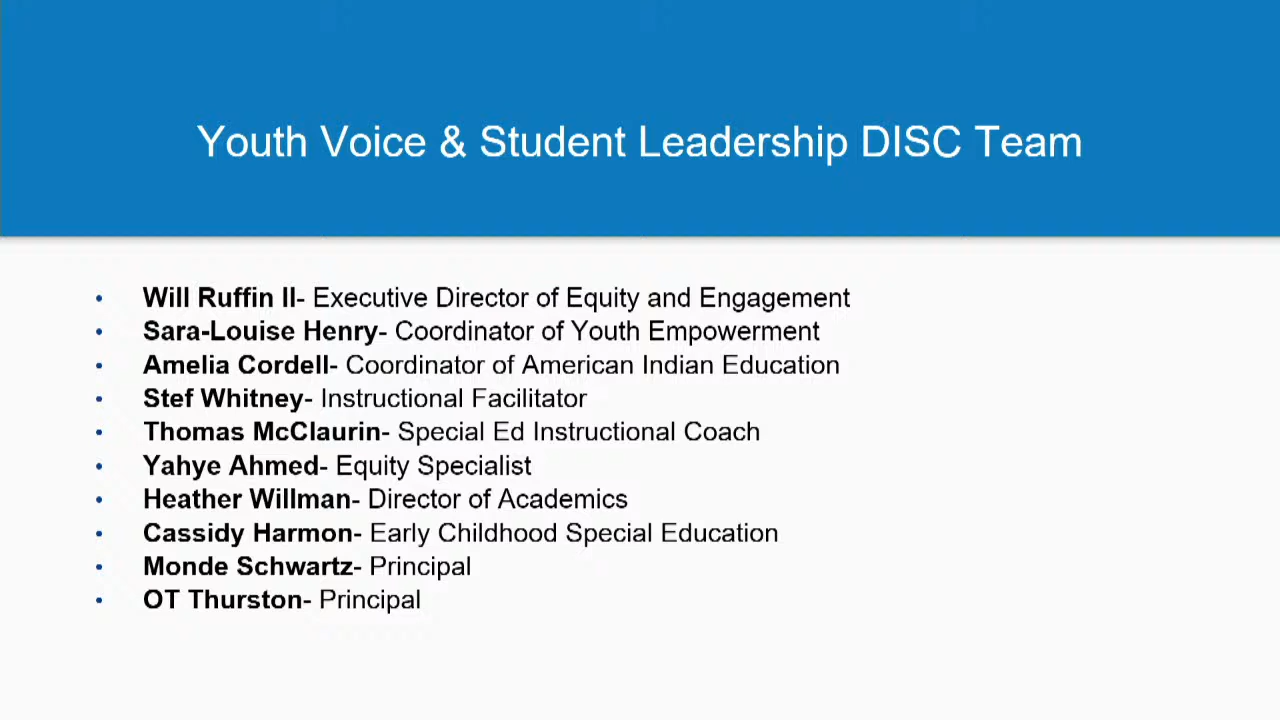 Youth Voice & Student Leadership DISC Team
• Will Ruffin II- Executive Director of Equity and Engagement
• Sara-Louise Henry- Coordinator of Youth Empowerment
• Amelia Cordell- Coordinator of American Indian Education
• Stef Whitney- Instructional Facilitator
• Thomas McClaurin- Special Ed Instructional Coach
• Yahye Ahmed- Equity Specialist
• Heather Willman- Director of Academics
• Cassidy Harmon- Early Childhood Special Education
• Monde Schwartz- Principal
• OT Thurston- Principal